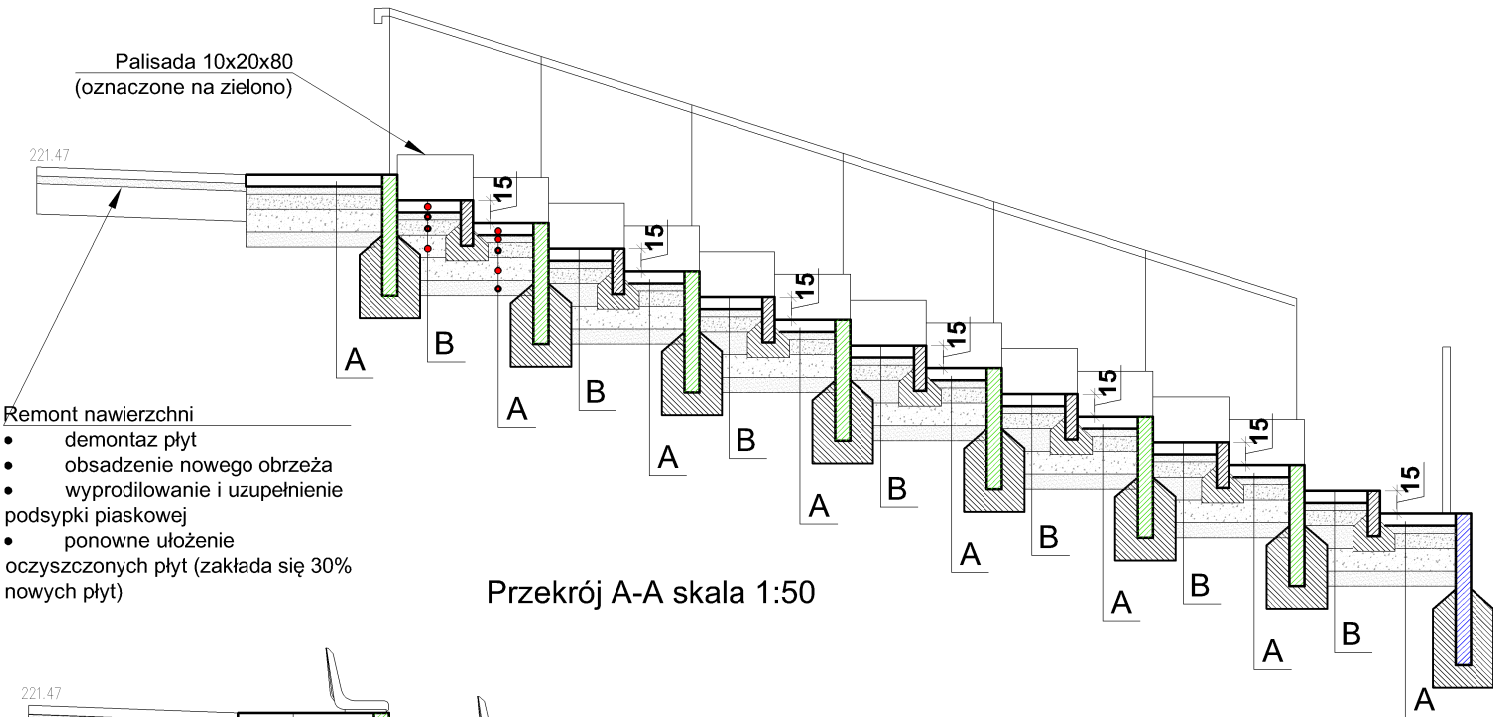 Palisada 10x20x80
(oznaczone na zielono)
221.47
15
15
15
15
15
15
15
A
B
A
B
A
B
A
B
A
B
A
B
A
B
A
Remont nawierzchni
• demontaz płyt
• obsadzenie nowego obrzeża
• wyprodilowanie i uzupełnienie
podsypki piaskowej
• ponowne ułożenie
oczyszczonych płyt (zakłada się 30%
nowych płyt)
Przekrój A-A skala 1:50
221.47